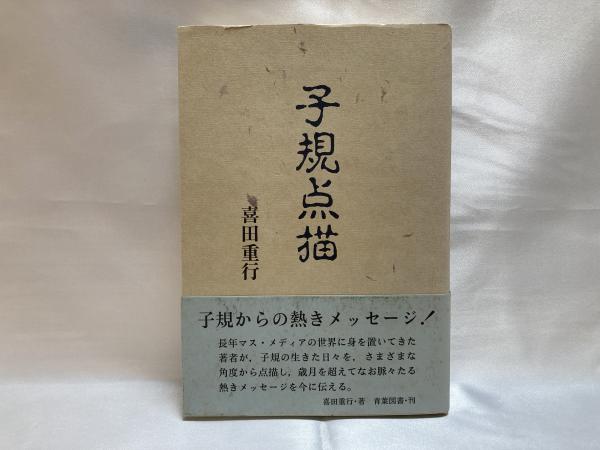 子規点描
喜田重行
子規からの熱きメッセージ!
長年マス・メディアの世界に身を置いてきた
著者が、子規の生きた日々を、さまざまな
角度から点描し、歳月を超えてなお脈々たる
熱きメッセージを今に伝える。
喜田重行・著 青葉図書・刊